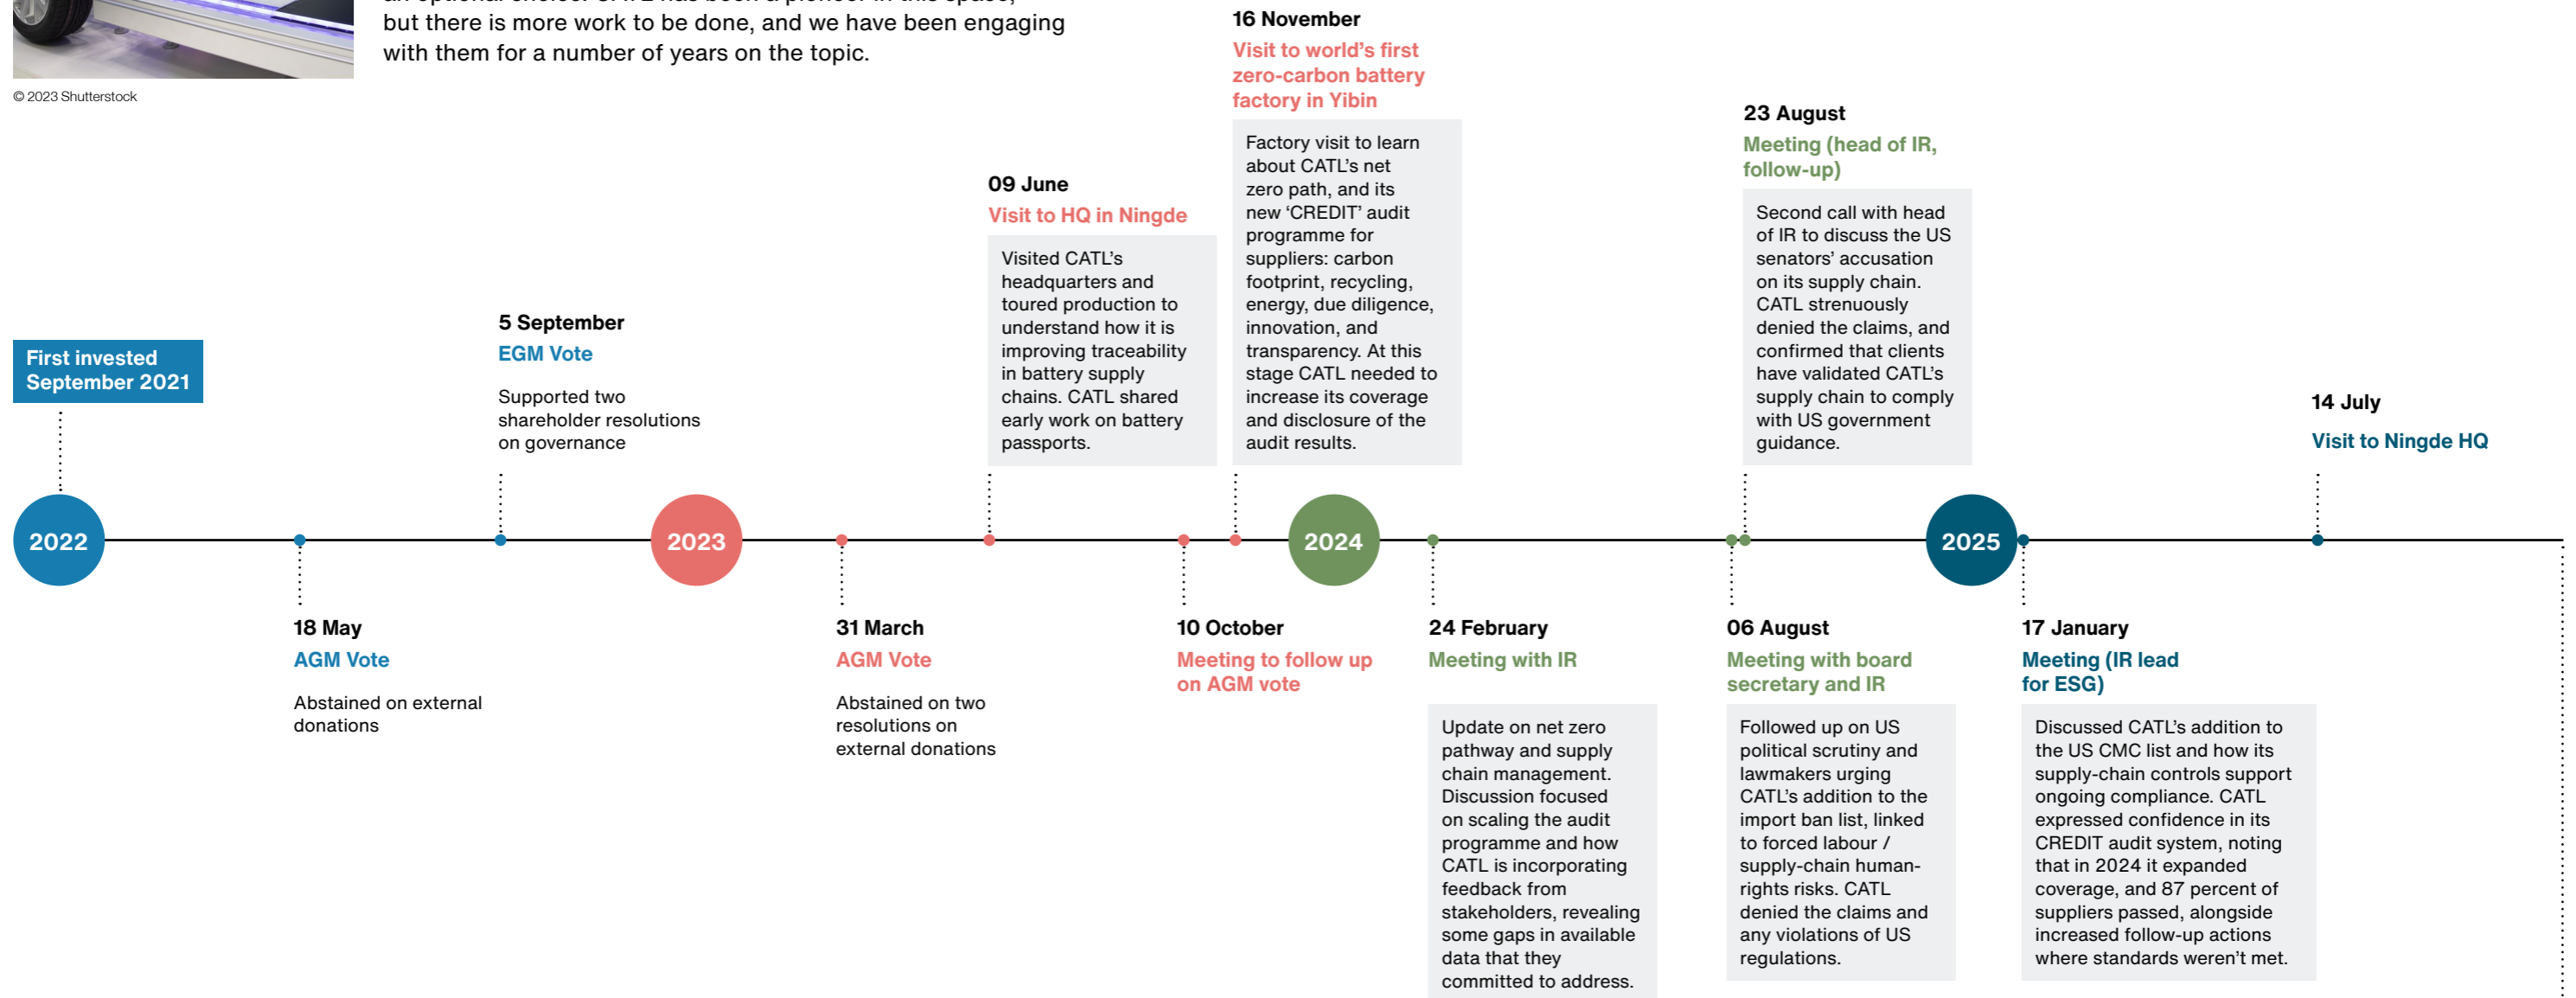 but there is more work to be done, and we have been engaging
with them for a number of years on the topic.
© 2023 Shutterstock
First invested
September 2021
2022
18 May
AGM Vote
Abstained on external
donations
5 September
EGM Vote
Supported two
shareholder resolutions
on governance
2023
31 March
AGM Vote
Abstained on two
resolutions on
external donations
09 June
Visit to HQ in Ningde
Visited CATL’s
headquarters and
toured production to
understand how it is
improving traceability
in battery supply
chains. CATL shared
early work on battery
passports.
10 October
Meeting to follow up
on AGM vote
16 November
Visit to world’s first
zero-carbon battery
factory in Yibin
Factory visit to learn
about CATL’s net
zero path, and its
new ‘CREDIT’ audit
programme for
suppliers: carbon
footprint, recycling,
energy, due diligence,
innovation, and
transparency. At this
stage CATL needed to
increase its coverage
and disclosure of the
audit results.
2024
24 February
Meeting with IR
Update on net zero
pathway and supply
chain management.
Discussion focused
on scaling the audit
programme and how
CATL is incorporating
feedback from
stakeholders, revealing
some gaps in available
data that they
committed to address.
06 August
Meeting with board
secretary and IR
Followed up on US
political scrutiny and
lawmakers urging
CATL’s addition to the
import ban list, linked
to forced labour /
supply-chain human-
rights risks. CATL
denied the claims and
any violations of US
regulations.
23 August
Meeting (head of IR,
follow-up)
Second call with head
of IR to discuss the US
senators’ accusation
on its supply chain.
CATL strenuously
denied the claims, and
confirmed that clients
have validated CATL’s
supply chain to comply
with US government
guidance.
2025
17 January
Meeting (IR lead
for ESG)
Discussed CATL’s addition to
the US CMC list and how its
supply-chain controls support
ongoing compliance. CATL
expressed confidence in its
CREDIT audit system, noting
that in 2024 it expanded
coverage, and 87 percent of
suppliers passed, alongside
increased follow-up actions
where standards weren’t met.
14 July
Visit to Ningde HQ